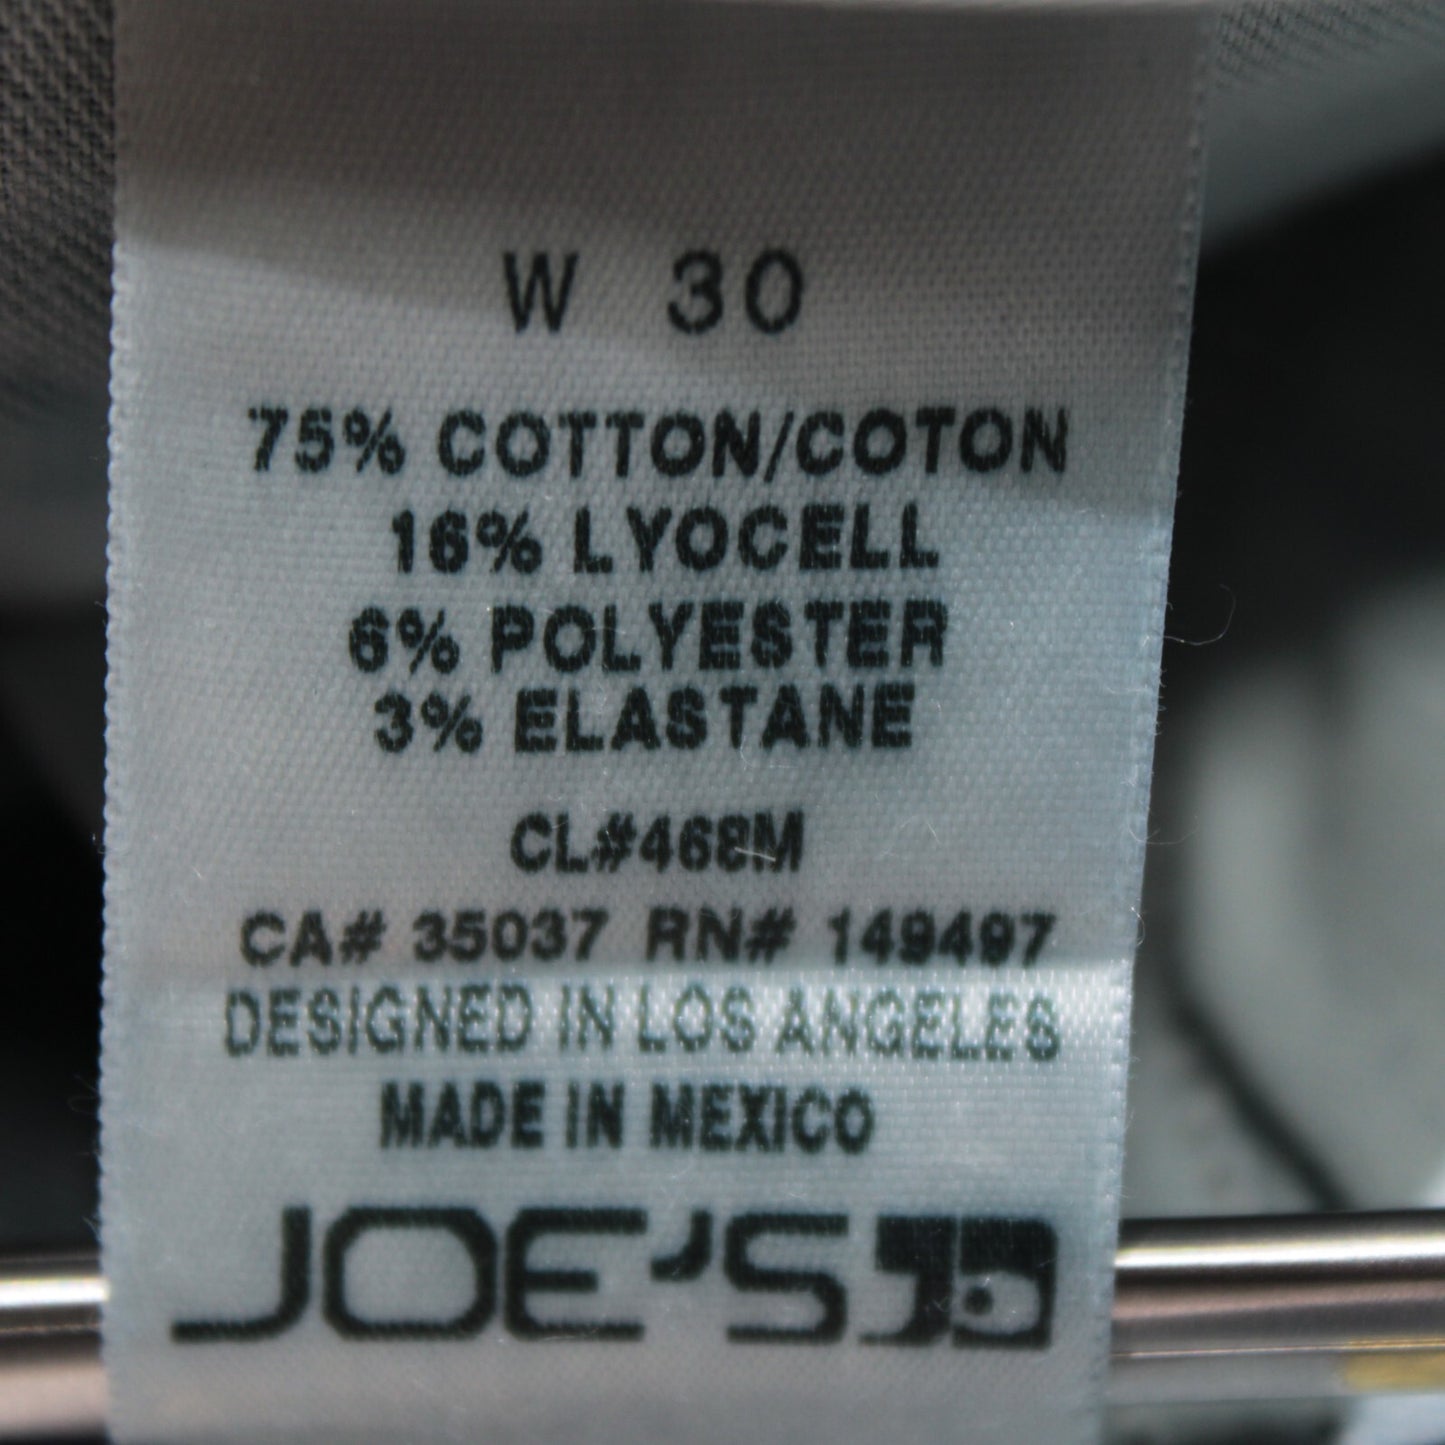 W 30
75% COTTON/COTON
16% LYOCELL
6% POLYESTER
3% ELASTANE
CL#468M
CA# 35037 RN# 149497
DESIGNED IN LOS ANGELES
MADE IN MEXICO
JOE'S